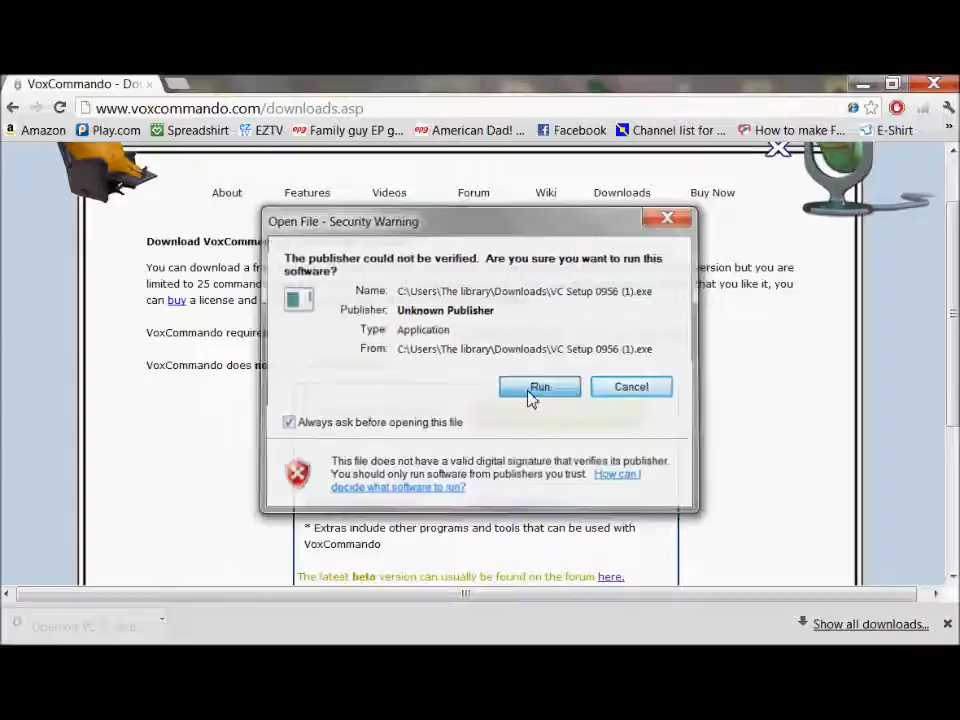 VoxCommando - Do
www.voxcommando.com/downloads.asp
Amazon Play.com Spreadshirt EZTV Family guy EP g... American Dad! ... Facebook Channel list for ... How to make F... E-Shirt »
About Features Videos Forum Wiki Downloads Buy Now
Open File - Security Warning
Download VoxComma
The publisher could not be verified. Are you sure you want to run this
software?
You can download a version but you are
limited to 25 comman that you like it, you
can buy a license and
Name: C:\Users\The library\Downloads\VC Setup 0956 (1).exe
Publisher: Unknown Publisher
Type: Application
From: C:\Users\The library\Downloads\VC Setup 0956 (1).exe
VoxCommando require
VoxCommando does
Run Cancel
Always ask before opening this file
This file does not have a valid digital signature that verifies its publisher.
You should only run software from publishers you trust. How can I
decide what software to run?
* Extras include other programs and tools that can be used with
VoxCommando
The latest beta version can usually be found on the forum here.
Opening
Show all downloads...